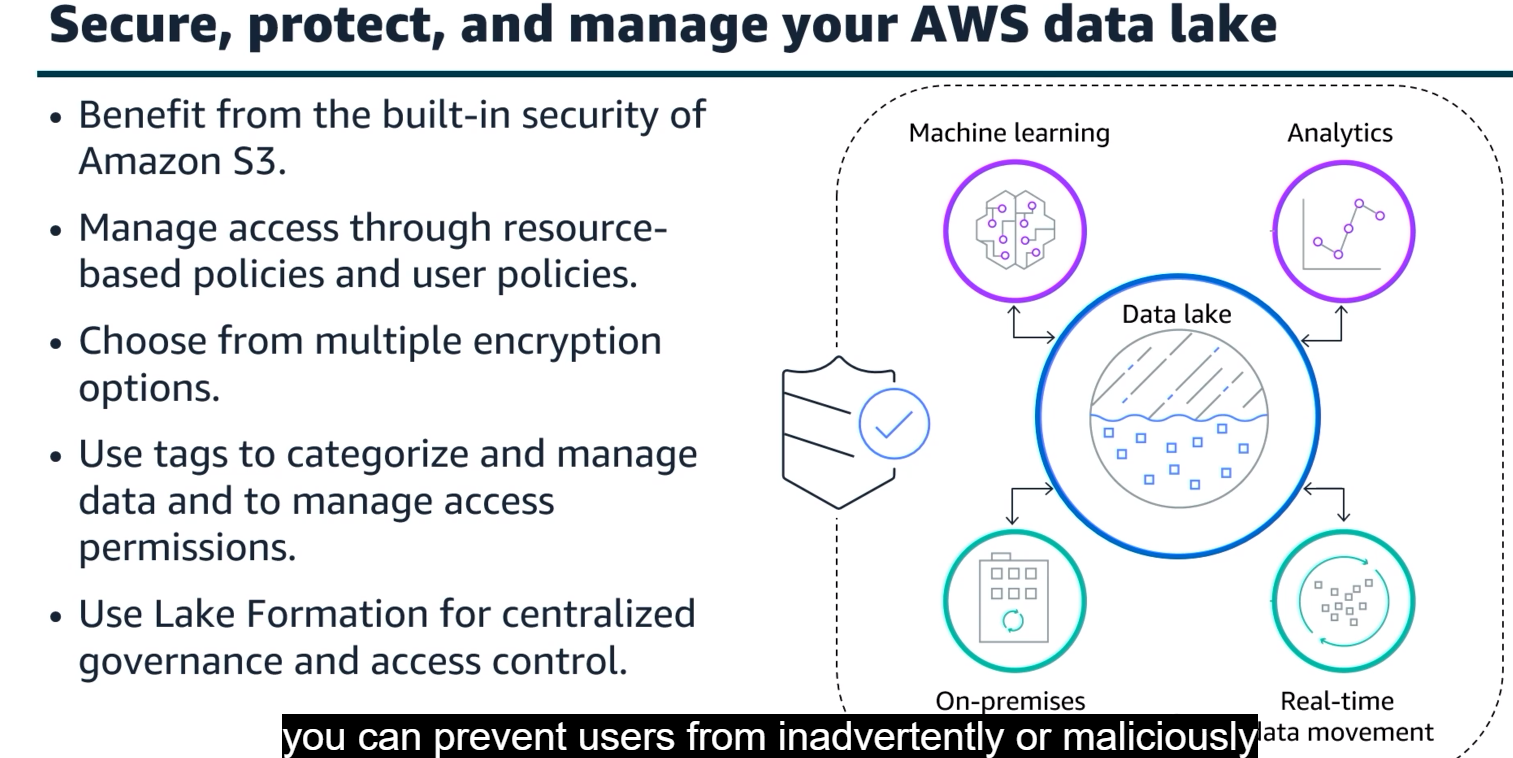 Secure, protect, and manage your AWS data lake
• Benefit from the built-in security of
Amazon S3.
• Manage access through resource-
based policies and user policies.
• Choose from multiple encryption
options.
• Use tags to categorize and manage
data and to manage access
permissions.
• Use Lake Formation for centralized
governance and access control.
Machine learning
Analytics
Data lake
On-premises
Real-time
data movement
you can prevent users from inadvertently or maliciously